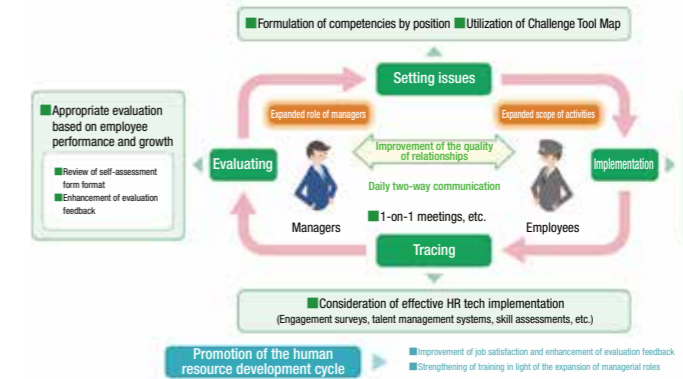 ■Formulation of competencies by position ■Utilization of Challenge Tool Map
Setting issues
Expanded role of managers
Expanded scope of activities
■Appropriate evaluation
based on employee
performance and growth
■Review of self-assessment
form format
■Enhancement of evaluation
feedback
Evaluating
Improvement of the quality
of relationships
Implementation
Daily two-way communication
■1-on-1 meetings, etc.
Managers
Employees
Tracing
■Consideration of effective HR tech implementation
(Engagement surveys, talent management systems, skill assessments, etc.)
Promotion of the human
resource development cycle
■Improvement of job satisfaction and enhancement of evaluation feedback
■Strengthening of training in light of the expansion of managerial roles